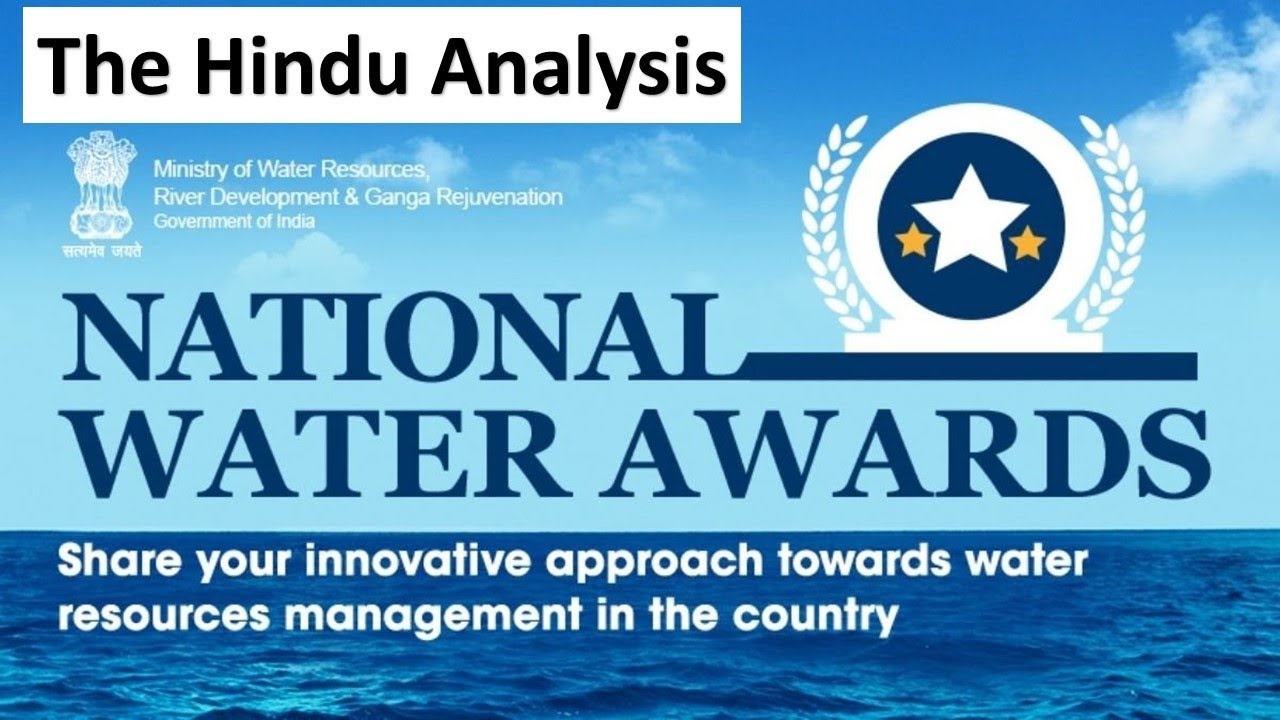 The Hindu Analysis
Ministry of Water Resources,
River Development & Ganga Rejuvenation
Government of India
सत्यमेव जयते
NATIONAL
WATER AWARDS
Share your innovative approach towards water
resources management in the country